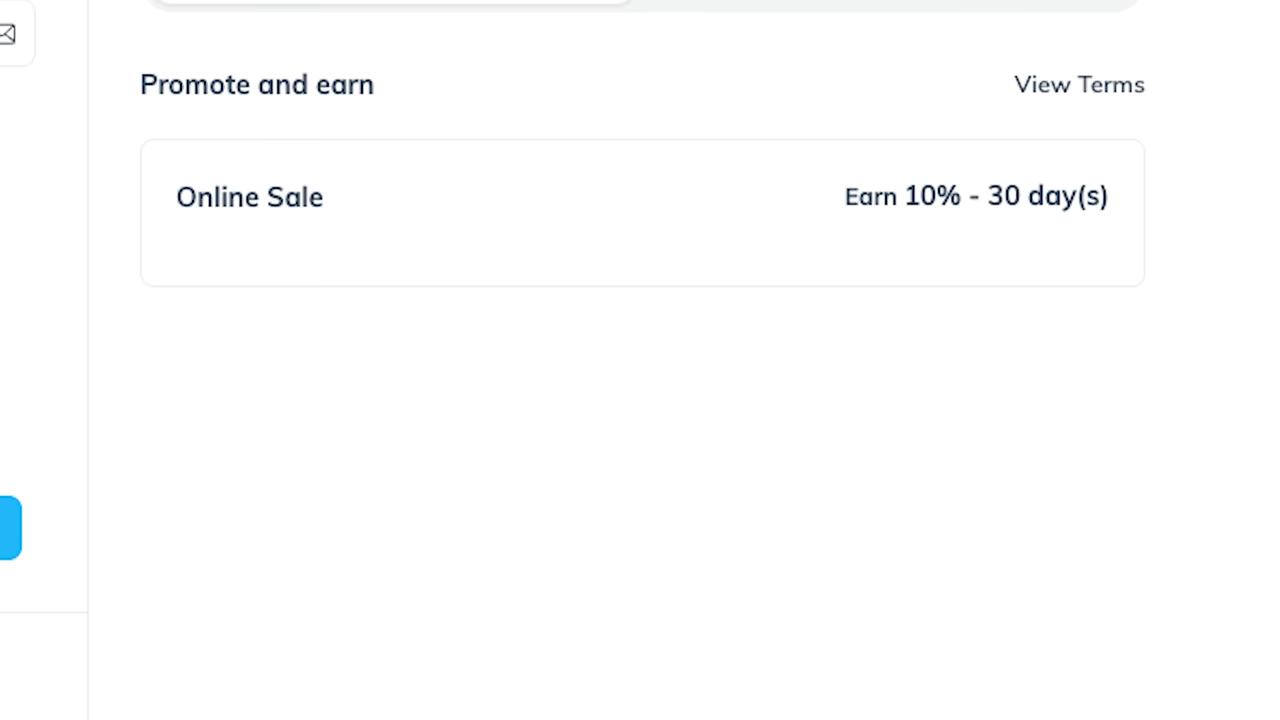 Promote and earn
View Terms
Online Sale
Earn 10% - 30 day(s)